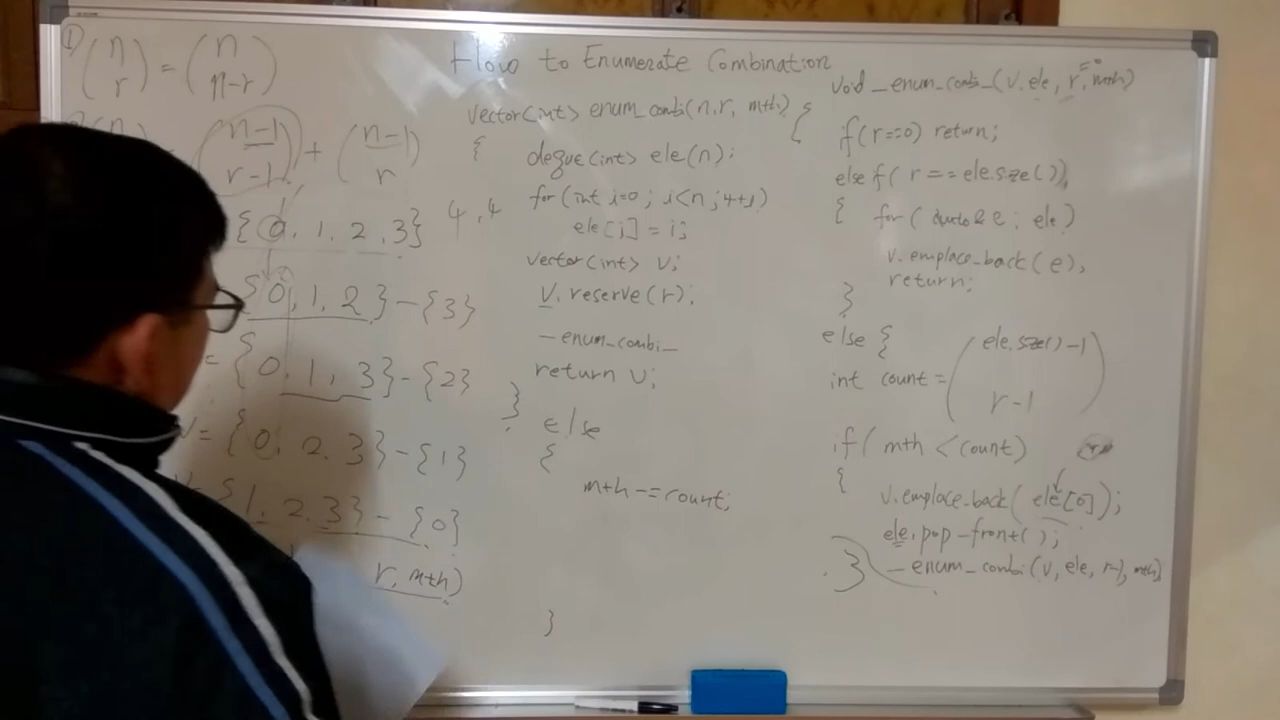 How to Enumerate Combination
①
(n r) = (n n-r)
= (n-1 r-1) + (n-1 r)
{0, 1, 2, 3} 4, 4
{0, 1, 2} - {3}
= {0, 1, 3} - {2}
= {0, 2, 3} - {1}
{1, 2, 3} - {0}
r, mth)
vector<int> enum_combi(n, r, mth)
{
deque<int> ele(n);
for (int i=0; i<n; ++i)
ele[i] = i;
vector<int> v;
v. reserve(r);
_enum_combi_
return v;
}
void _enum_combi_(v, ele, r, mth)
=0
{
if(r==0) return;
else if( r == ele.size())
{ for( auto& e : ele)
v. emplace_back(e);
return;
}
else {
int count = (ele.size()-1 r-1)
if( mth < count)
{
v.emplace_back( ele[0]);
ele. pop-front();
_enum_combi(v, ele, r-1, mth)
}
else
{
mth -= count;
}